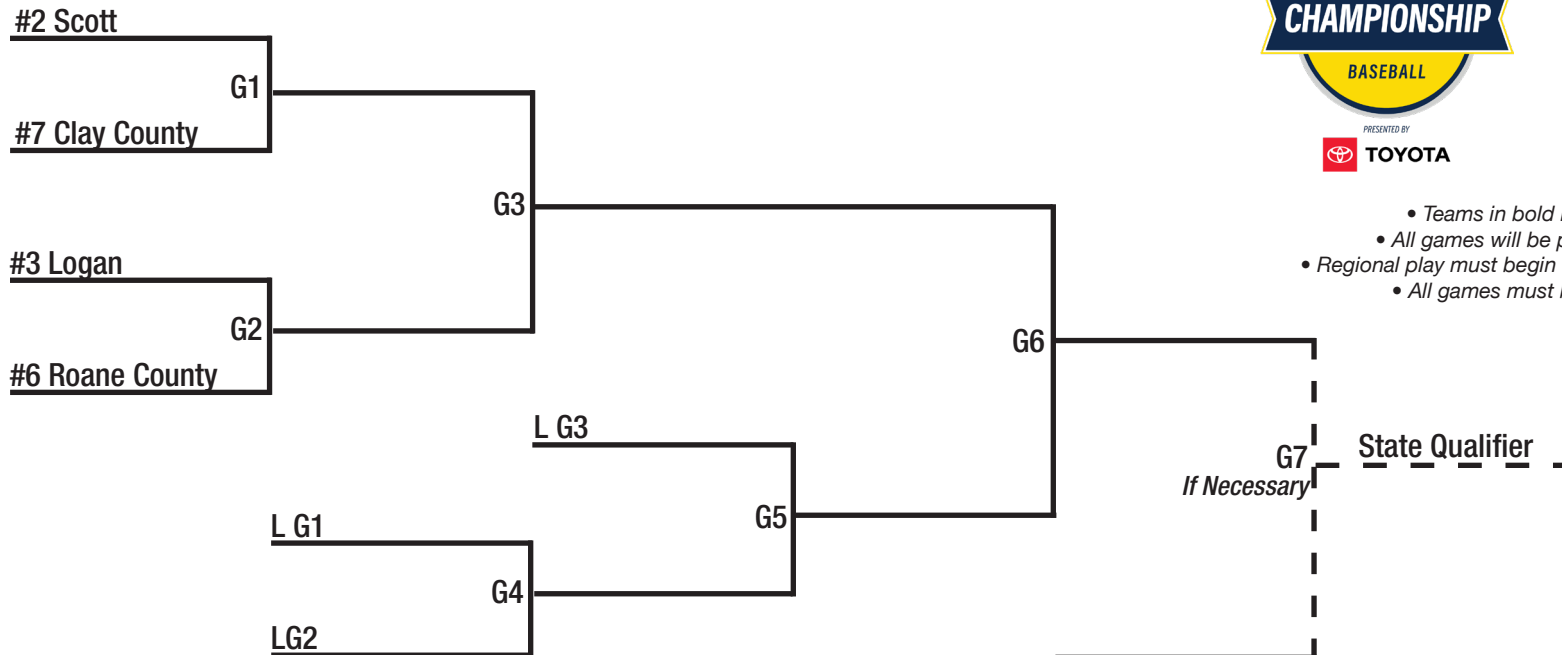 #2 Scott
G1
#7 Clay County
G3
#3 Logan
G2
#6 Roane County
L G3
G5
L G1
G4
LG2
G6
G7
If Necessary
State Qualifier
CHAMPIONSHIP
BASEBALL
PRESENTED BY
TOYOTA
• Teams in bold
• All games will be
• Regional play must begin
• All games must